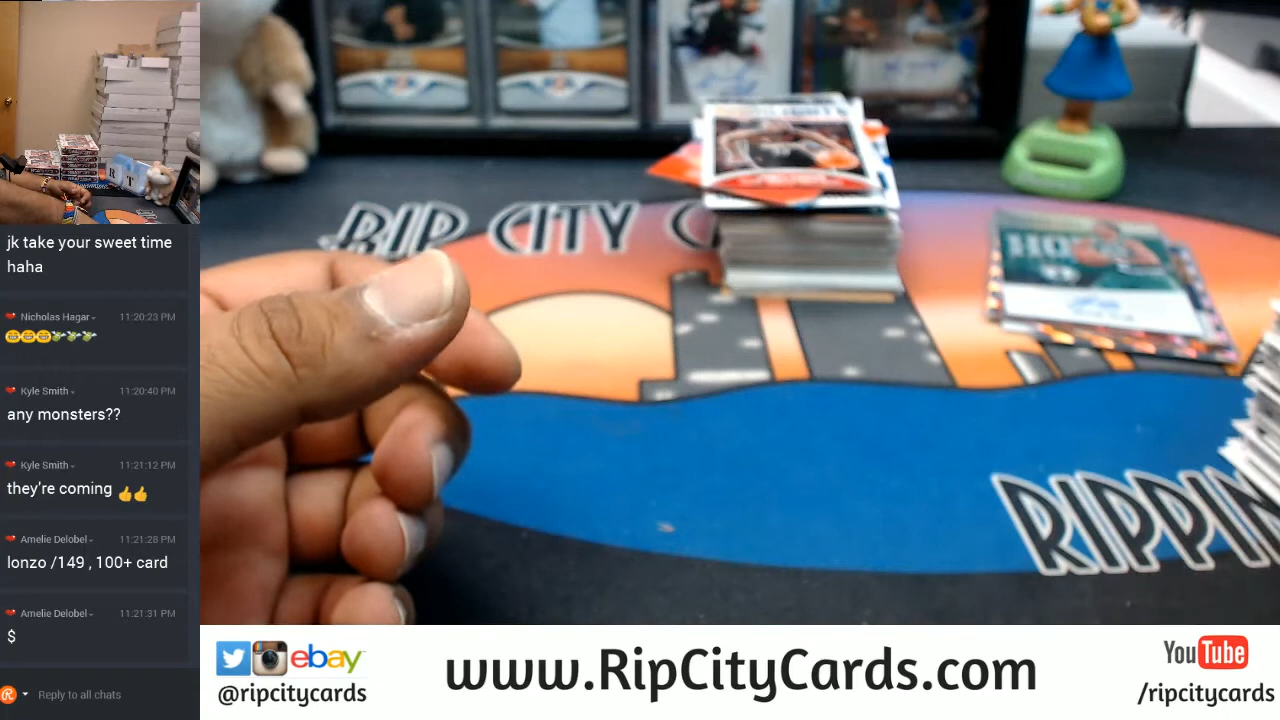 jk take your sweet time
haha
Nicholas Hagar 11:20:23 PM
Kyle Smith 11:20:40 PM
any monsters??
Kyle Smith 11:21:12 PM
they're coming
Amelie Delobel 11:21:28 PM
lonzo /149 , 100+ card
Amelie Delobel 11:21:31 PM
$
Reply to all chats
RIP CITY C
RIPPIN
ebay
@ripcitycards
www.RipCityCards.com
YouTube
/ripcitycards